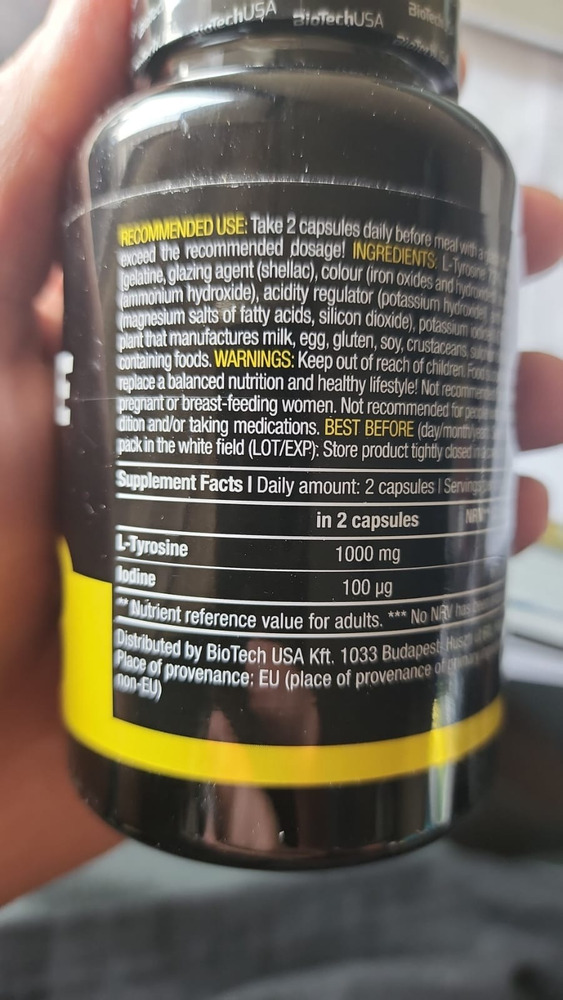 BioTechUSA BioTechUSA BioTech
BioTech
E
RECOMMENDED USE: Take 2 capsules daily before meal with a
exceed the recommended dosage! INGREDIENTS: L-Tyrosine
(gelatine, glazing agent (shellac), colour (iron oxides and
(ammonium hydroxide), acidity regulator (potassium
(magnesium salts of fatty acids, silicon dioxide), potassium
plant that manufactures milk, egg, gluten, soy, crustaceans,
containing foods. WARNINGS: Keep out of reach of children. Food
replace a balanced nutrition and healthy lifestyle! Not
pregnant or breast-feeding women. Not recommended for
dition and/or taking medications. BEST BEFORE (day/month/
pack in the white field (LOT/EXP): Store product tightly closed
Supplement Facts | Daily amount: 2 capsules |
in 2 capsules
L-Tyrosine 1000 mg
Iodine 100 µg
** Nutrient reference value for adults. *** No NRV has
Distributed by BioTech USA Kft. 1033 Budapest,
Place of provenance: EU (place of provenance of
non-EU)